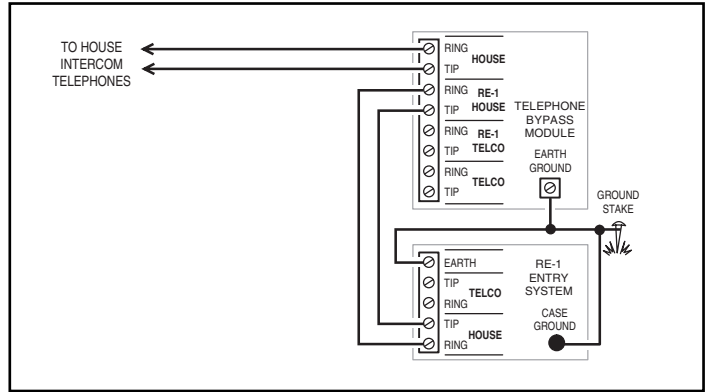 TO HOUSE
INTERCOM
TELEPHONES
RING
HOUSE
TIP
RING RE-1
TIP HOUSE
RING RE-1
TIP TELCO
RING
TELCO
TIP
TELEPHONE
BYPASS
MODULE
EARTH
GROUND
GROUND
STAKE
EARTH
TIP
TELCO
RING
TIP
HOUSE
RING
RE-1
ENTRY
SYSTEM
CASE
GROUND